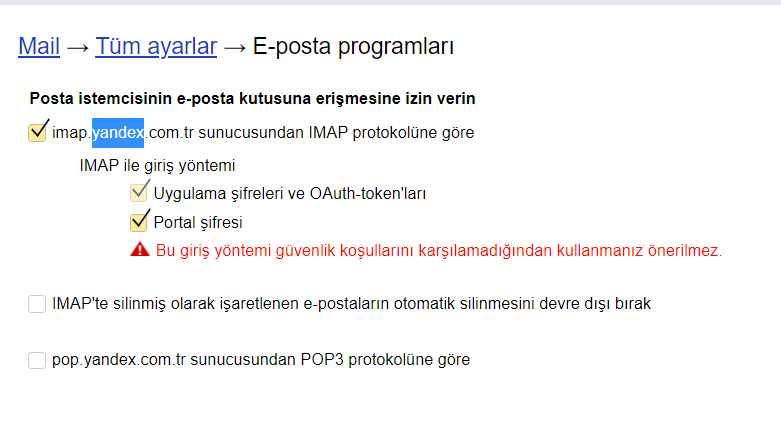 Mail → Tüm ayarlar → E-posta programları
Posta istemcisinin e-posta kutusuna erişmesine izin verin
imap.yandex.com.tr sunucusundan IMAP protokolüne göre
IMAP ile giriş yöntemi
Uygulama şifreleri ve OAuth-token'ları
Portal şifresi
Bu giriş yöntemi güvenlik koşullarını karşılamadığından kullanmanız önerilmez.
IMAP'te silinmiş olarak işaretlenen e-postaların otomatik silinmesini devre dışı bırak
pop.yandex.com.tr sunucusundan POP3 protokolüne göre